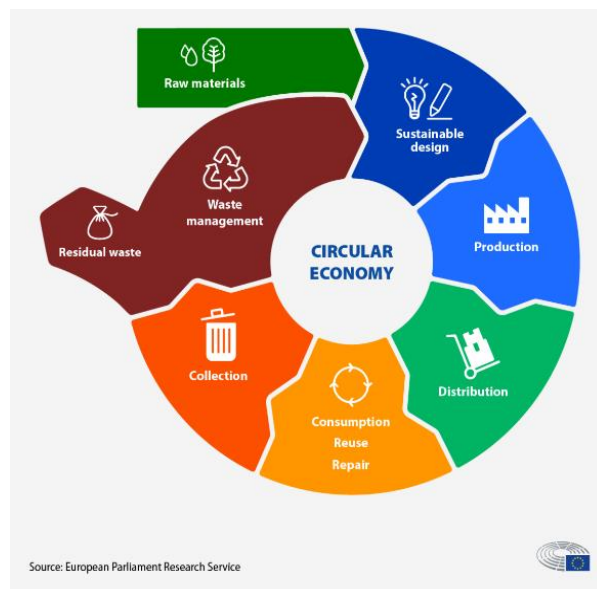 Raw materials
Sustainable
design
Production
Distribution
Consumption
Reuse
Repair
Collection
Waste
management
Residual waste
CIRCULAR
ECONOMY
Source: European Parliament Research Service